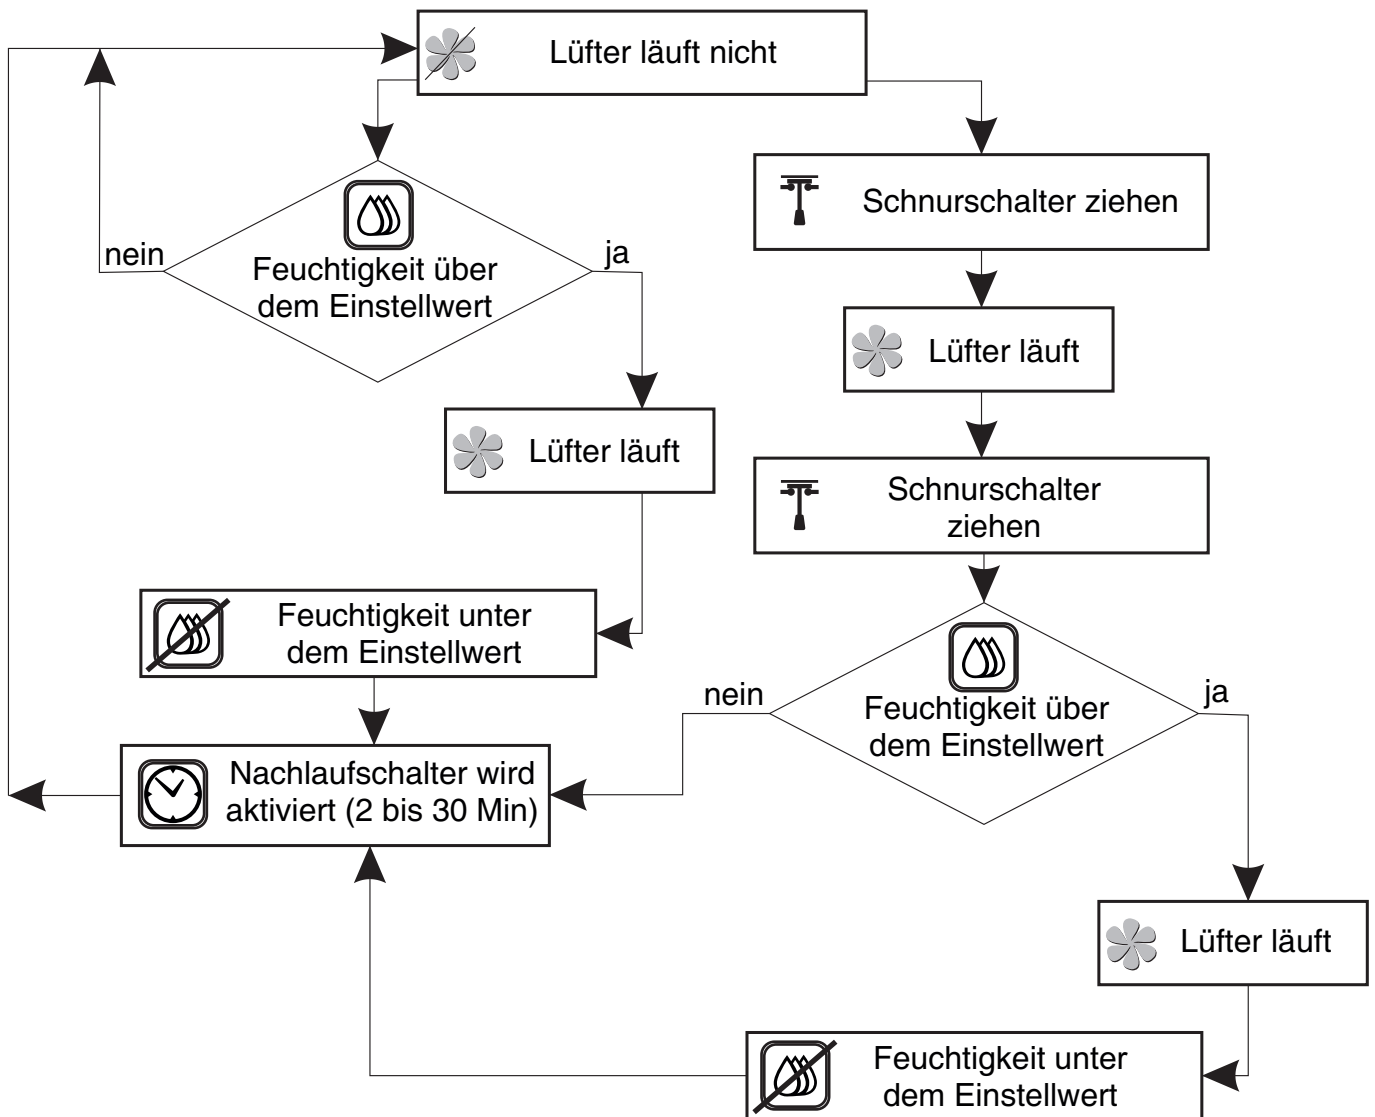 Lüfter läuft nicht
Schnurschalter ziehen
nein
ja
Feuchtigkeit über
dem Einstellwert
Lüfter läuft
Lüfter läuft
Schnurschalter
ziehen
Feuchtigkeit unter
dem Einstellwert
nein
ja
Feuchtigkeit über
dem Einstellwert
Nachlaufschalter wird
aktiviert (2 bis 30 Min)
Lüfter läuft
Feuchtigkeit unter
dem Einstellwert